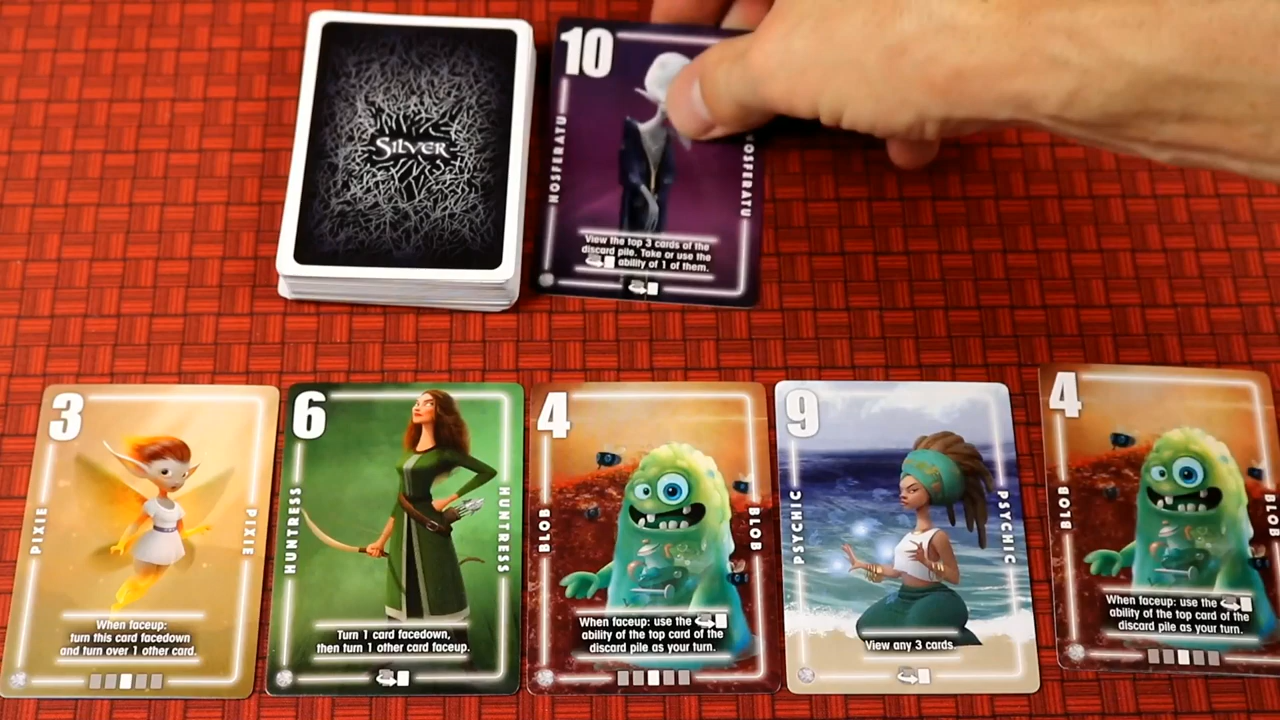 SILVER
10
NOSFERATU
NOSFERATU
View the top 3 cards of the
discard pile. Take or use the
ability of 1 of them.
3
PIXIE
PIXIE
When faceup:
turn this card facedown
and turn over 1 other card.
6
HUNTRESS
HUNTRESS
Turn 1 card facedown,
then turn 1 other card faceup.
4
BLOB
BLOB
When faceup: use the
ability of the top card of the
discard pile as your turn.
9
PSYCHIC
PSYCHIC
View any 3 cards.
4
BLOB
BLOB
When faceup: use the
ability of the top card of the
discard pile as your turn.